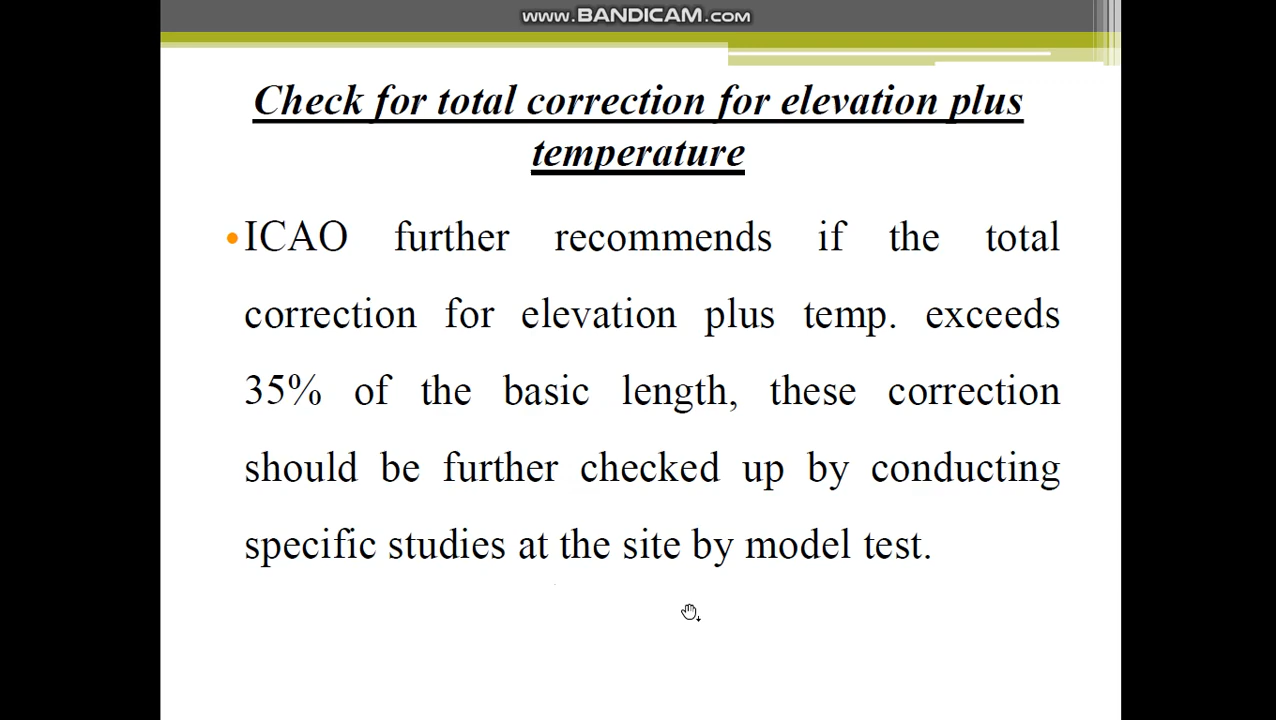 www.BANDICAM.com
Check for total correction for elevation plus
temperature
•ICAO further recommends if the total
correction for elevation plus temp. exceeds
35% of the basic length, these correction
should be further checked up by conducting
specific studies at the site by model test.